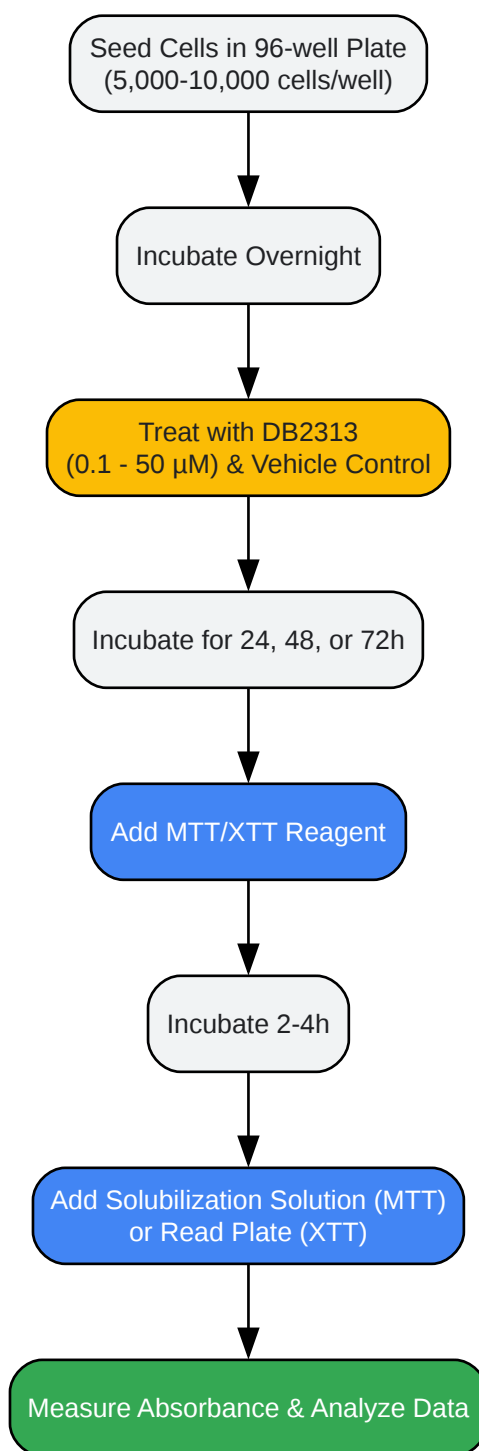 Seed Cells in 96-well Plate
(5,000-10,000 cells/well)
Incubate Overnight
Treat with DB2313
(0.1 - 50 µM) & Vehicle Control
Incubate for 24, 48, or 72h
Add MTT/XTT Reagent
Incubate 2-4h
Add Solubilization Solution (MTT)
or Read Plate (XTT)
Measure Absorbance & Analyze Data